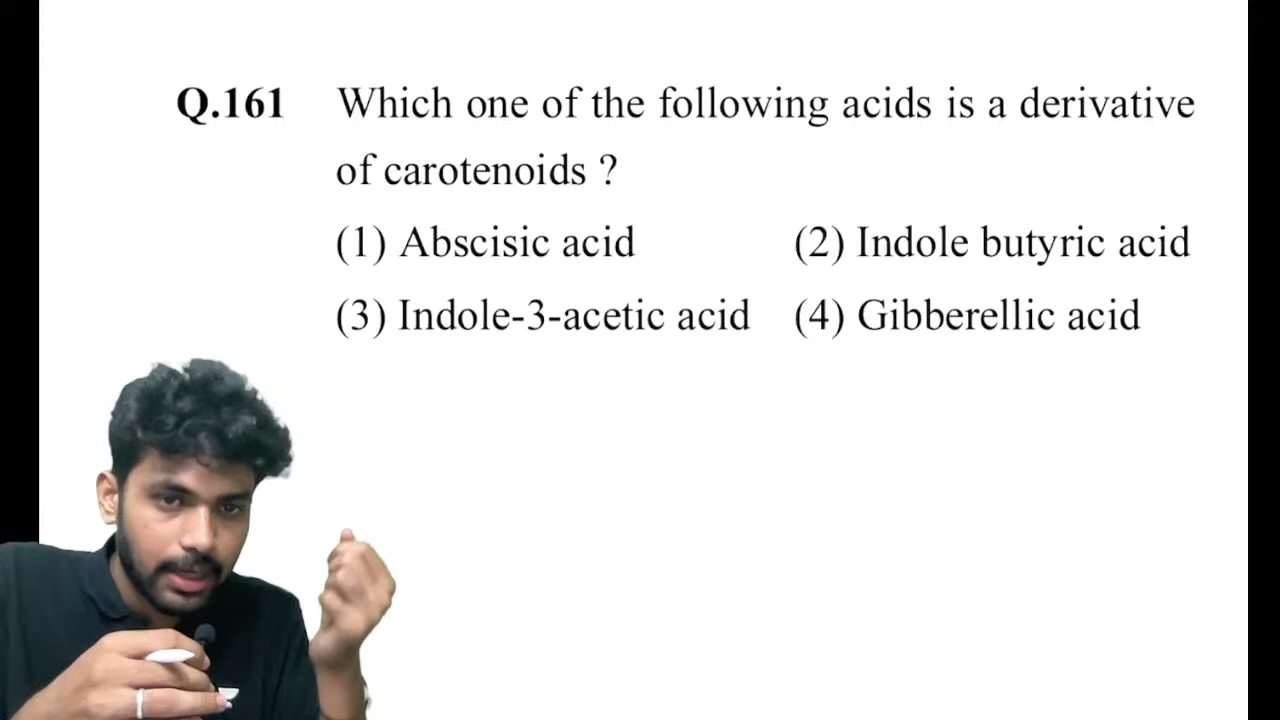 Q.161 Which one of the following acids is a derivative
of carotenoids ?
(1) Abscisic acid (2) Indole butyric acid
(3) Indole-3-acetic acid (4) Gibberellic acid